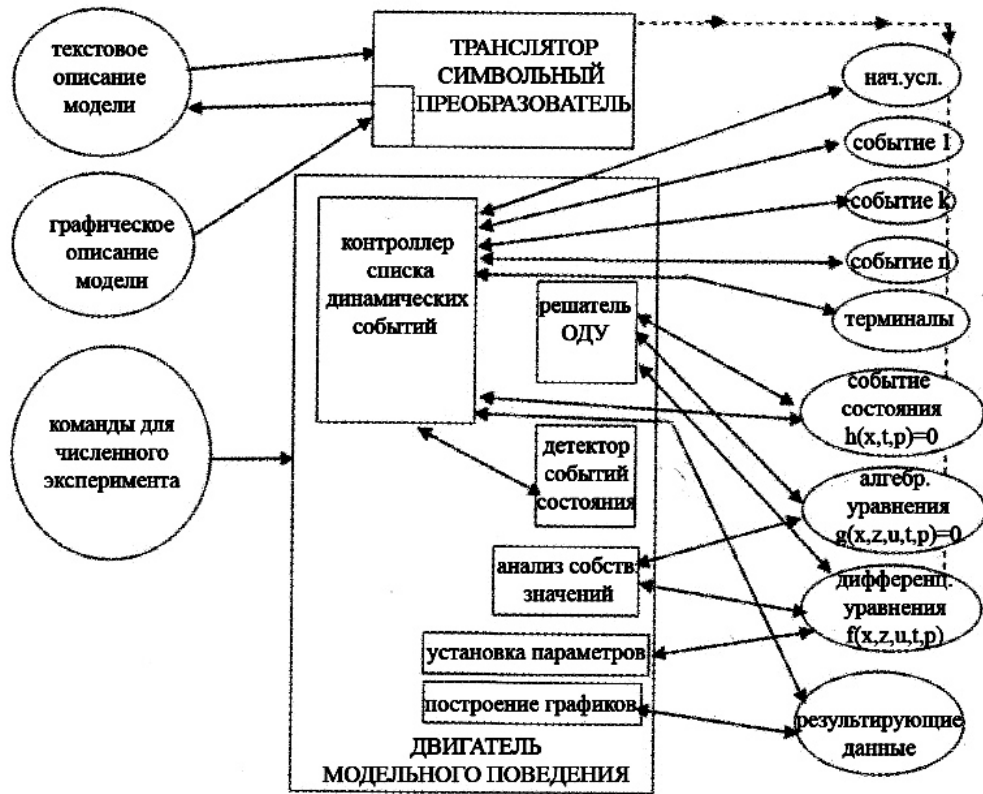 текстовое
описание
модели
ТРАНСЛЯТОР
СИМВОЛЬНЫЙ
ПРЕОБРАЗОВАТЕЛЬ
графическое
описание
модели
команды для
численного
эксперимента
контроллер
списка
динамических
событий
решатель
ОДУ
детектор
событий
состояния
анализ собств.
значений
установка параметров
построение графиков
ДВИГАТЕЛЬ
МОДЕЛЬНОГО ПОВЕДЕНИЯ
нач.усл.
событие 1
событие k
событие n
терминалы
событие
состояния
h(x,t,p)=0
алгебр.
уравнения
g(x,z,u,t,p)=0
дифференц.
уравнения
f(x,z,u,t,p)
результирующие
данные